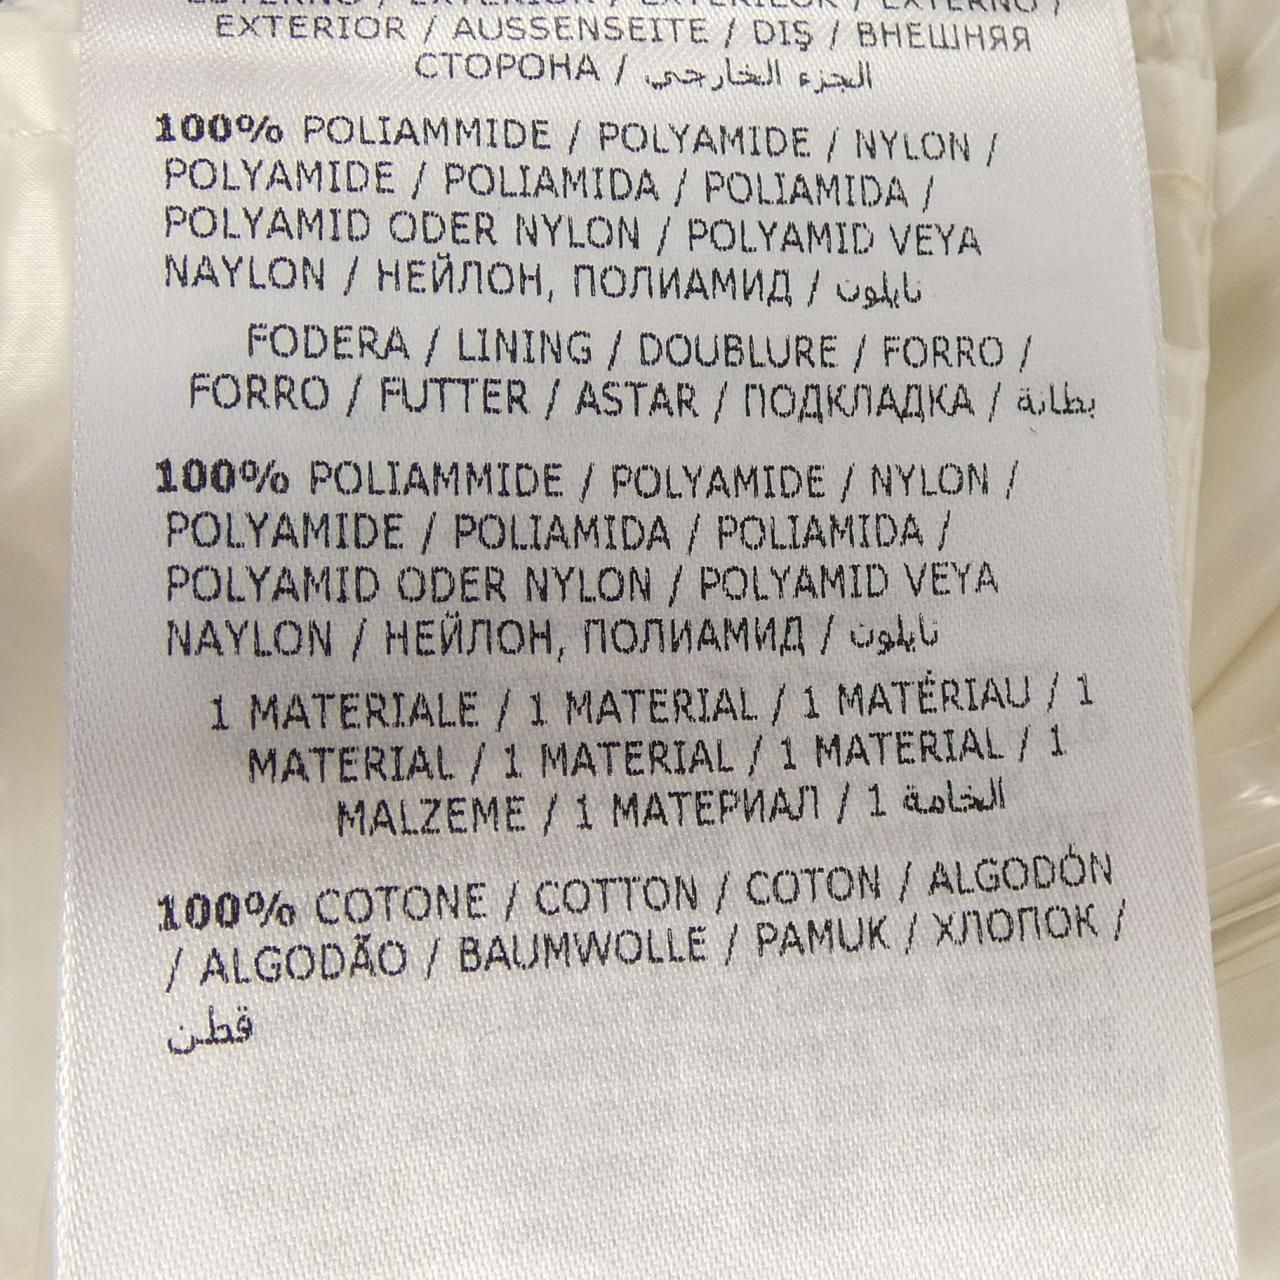 ESTERNO / EXTERIOR / EXTÉRIEUR / EXTERNO /
EXTERIOR / AUSSENSEITE / DIŞ / ВНЕШНЯЯ
СТОРОНА / الجزء الخارجي
100% POLIAMMIDE / POLYAMIDE / NYLON /
POLYAMIDE / POLIAMIDA / POLIAMIDA /
POLYAMID ODER NYLON / POLYAMID VEYA
NAYLON / НЕЙЛОН, ПОЛИАМИД / نايلون
FODERA / LINING / DOUBLURE / FORRO /
FORRO / FUTTER / ASTAR / ПОДКЛАДКА / بطانة
100% POLIAMMIDE / POLYAMIDE / NYLON /
POLYAMIDE / POLIAMIDA / POLIAMIDA /
POLYAMID ODER NYLON / POLYAMID VEYA
NAYLON / НЕЙЛОН, ПОЛИАМИД / نايلون
1 MATERIALE / 1 MATERIAL / 1 MATÉRIAU / 1
MATERIAL / 1 MATERIAL / 1 MATERIAL / 1
MALZEME / 1 МАТЕРИАЛ / 1 الخامة
100% COTONE / COTTON / COTON / ALGODÓN
/ ALGODÃO / BAUMWOLLE / PAMUK / ХЛОПОК /
قطن